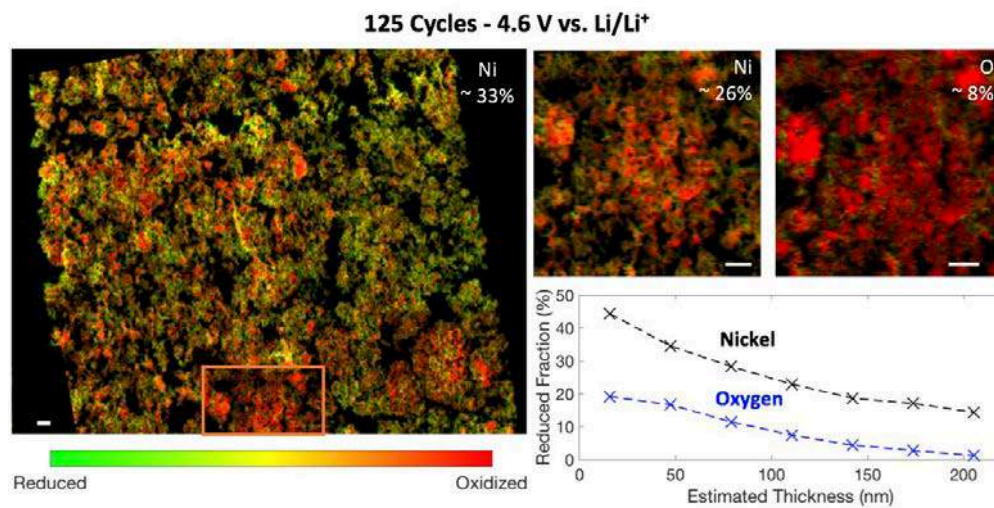 125 Cycles - 4.6 V vs. Li/Li⁺
Ni
~ 33%
Ni
~ 26%
O
~ 8%
Reduced
Oxidized
Reduced Fraction (%)
50
40
30
20
10
0
Nickel
Oxygen
0
50
100
150
200
Estimated Thickness (nm)